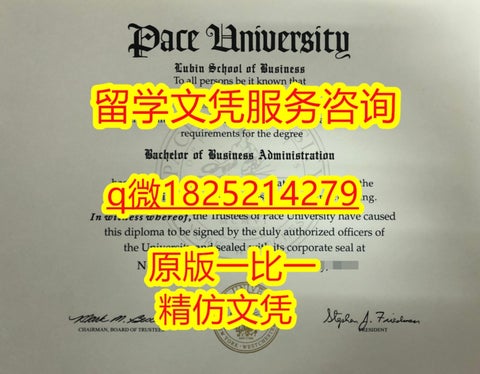 Pace University
Lubin School of Business
To all persons be it known that
留学文凭服务咨询
requirements for the degree
Bachelor of Business Administration
the
q微1825214279
In witness whereof, the Trustees of Pace University have caused
this diploma to be signed by the duly authorized officers of
the University and sealed with its corporate seal at
原版一比一
精仿文凭
CHAIRMAN, BOARD OF TRUSTEES
PRESIDENT